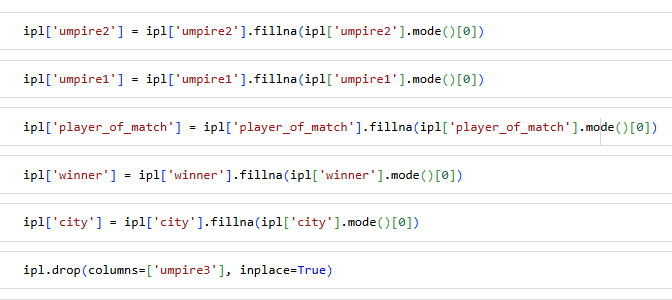 ipl['umpire2'] = ipl['umpire2'].fillna(ipl['umpire2'].mode()[0])
ipl['umpire1'] = ipl['umpire1'].fillna(ipl['umpire1'].mode()[0])
ipl['player_of_match'] = ipl['player_of_match'].fillna(ipl['player_of_match'].mode()[0])
ipl['winner'] = ipl['winner'].fillna(ipl['winner'].mode()[0])
ipl['city'] = ipl['city'].fillna(ipl['city'].mode()[0])
ipl.drop(columns=['umpire3'], inplace=True)